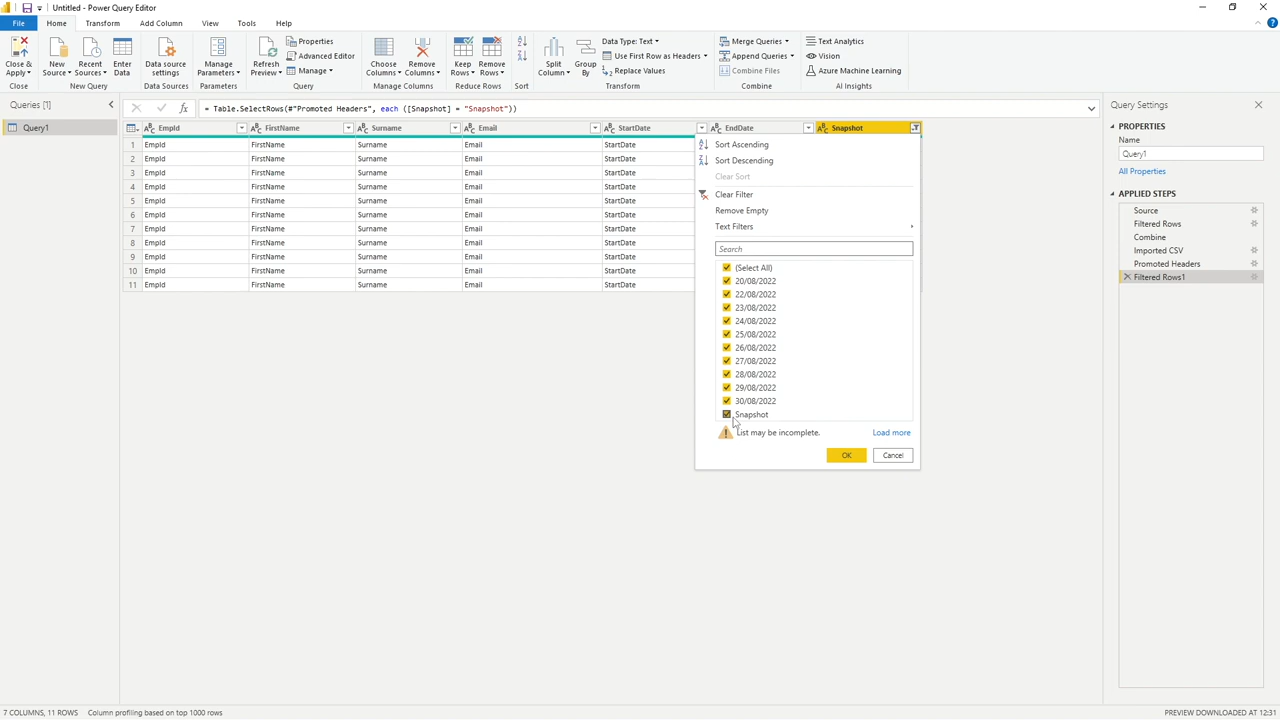 Untitled - Power Query Editor
File Home Transform Add Column View Tools Help
Close & Apply
New Source
Recent Sources
Enter Data
Data source settings
Manage Parameters
Refresh Preview
Properties
Advanced Editor
Manage
Choose Columns
Remove Columns
Keep Rows
Remove Rows
Split Column
Group By
Data Type: Text
Use First Row as Headers
Replace Values
Merge Queries
Append Queries
Combine Files
Text Analytics
Vision
Azure Machine Learning
Close New Query Data Sources Parameters Query Manage Columns Reduce Rows Sort Transform Combine AI Insights
Queries [1]
Query1
fx = Table.SelectRows(#"Promoted Headers", each ([Snapshot] = "Snapshot"))
EmpId FirstName Surname Email StartDate EndDate Snapshot
1 EmpId FirstName Surname Email StartDate
2 EmpId FirstName Surname Email StartDate
3 EmpId FirstName Surname Email StartDate
4 EmpId FirstName Surname Email StartDate
5 EmpId FirstName Surname Email StartDate
6 EmpId FirstName Surname Email StartDate
7 EmpId FirstName Surname Email StartDate
8 EmpId FirstName Surname Email StartDate
9 EmpId FirstName Surname Email StartDate
10 EmpId FirstName Surname Email StartDate
11 EmpId FirstName Surname Email StartDate
Sort Ascending
Sort Descending
Clear Sort
Clear Filter
Remove Empty
Text Filters
Search
(Select All)
20/08/2022
22/08/2022
23/08/2022
24/08/2022
25/08/2022
26/08/2022
27/08/2022
28/08/2022
29/08/2022
30/08/2022
Snapshot
List may be incomplete. Load more
OK Cancel
Query Settings
PROPERTIES
Name
Query1
All Properties
APPLIED STEPS
Source
Filtered Rows
Combine
Imported CSV
Promoted Headers
Filtered Rows1
7 COLUMNS, 11 ROWS Column profiling based on top 1000 rows
PREVIEW DOWNLOADED AT 12:31